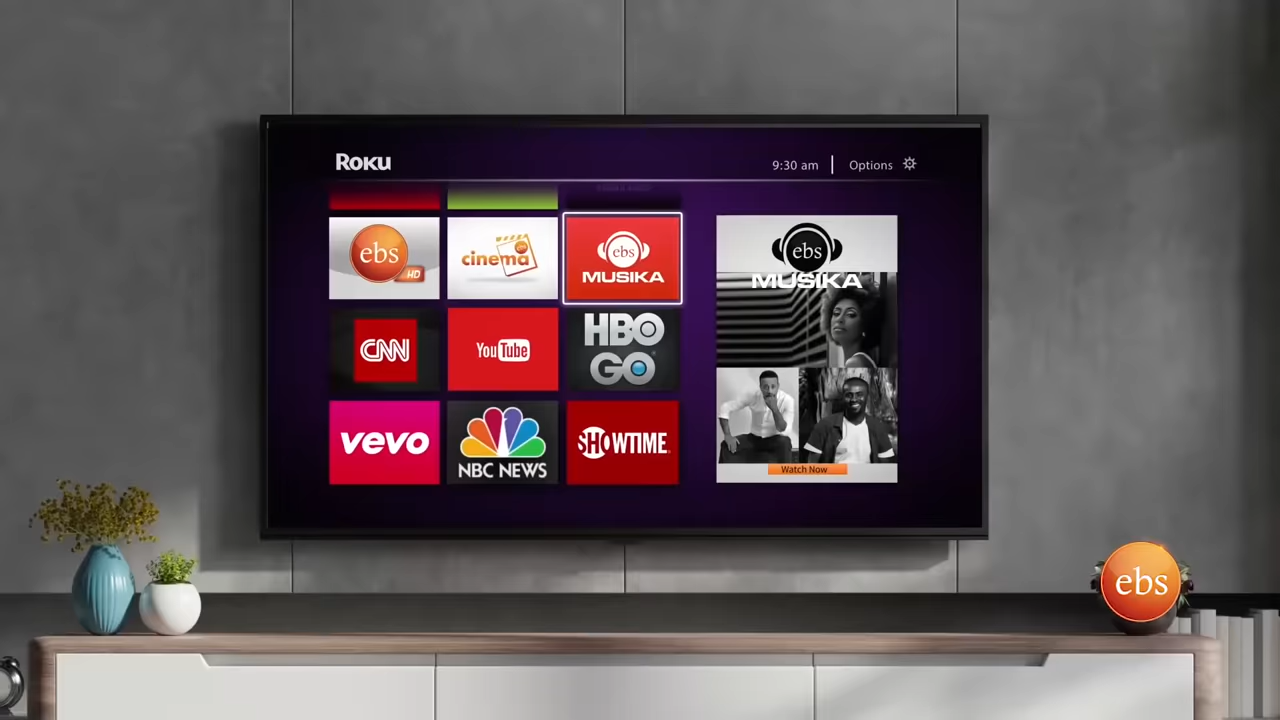 Roku
9:30 am
Options
ebs
HD
cinema
ebs
MUSIKA
CNN
YouTube
HBO
GO
vevo
NBC NEWS
SHOWTIME
ebs
MUSIKA
Watch Now
ebs